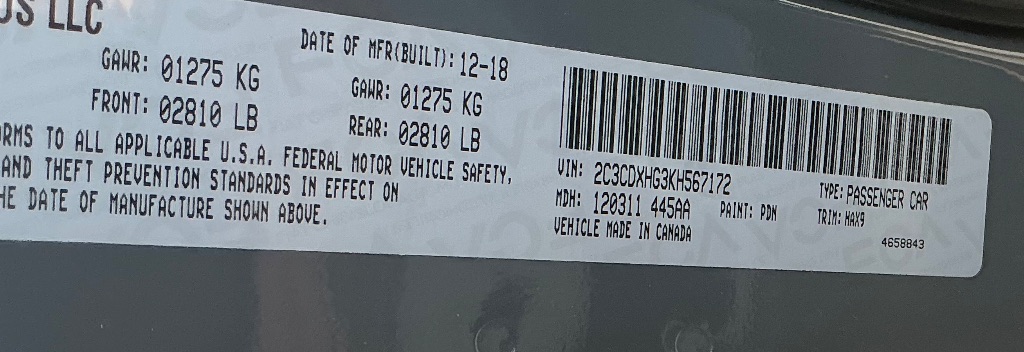 US LLC
DATE OF MFR(BUILT): 12-18
GAWR: 01275 KG
FRONT: 02810 LB
GAWR: 01275 KG
REAR: 02810 LB
ORMS TO ALL APPLICABLE U.S.A. FEDERAL MOTOR VEHICLE SAFETY,
AND THEFT PREVENTION STANDARDS IN EFFECT ON
HE DATE OF MANUFACTURE SHOWN ABOVE.
VIN: 2C3CDXHG3KH567172
TYPE: PASSENGER CAR
MDH: 120311 445AA
PAINT: PDN
TRIM: HAX9
VEHICLE MADE IN CANADA
4658843